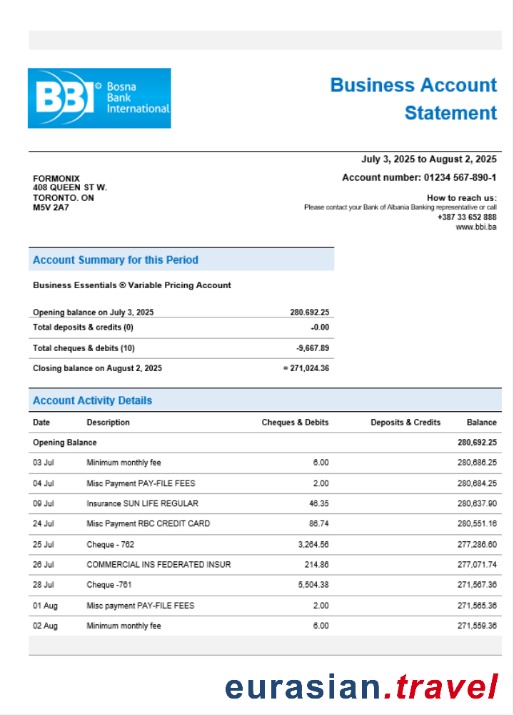 BBI® Bosna
Bank
International
Business Account
Statement
July 3, 2025 to August 2, 2025
Account number: 01234 567-890-1
FORMONIX
408 QUEEN ST W.
TORONTO. ON
M5V 2A7
How to reach us:
Please contact your Bank of Albania Banking representative or call
+387 33 652 888
www.bbi.ba
Account Summary for this Period
Business Essentials ® Variable Pricing Account
Opening balance on July 3, 2025 280.692.25
Total deposits & credits (0) -0.00
Total cheques & debits (10) -9,667.89
Closing balance on August 2, 2025 = 271,024.36
Account Activity Details
Date Description Cheques & Debits Deposits & Credits Balance
Opening Balance 280,692.25
03 Jul Minimum monthly fee 6.00 280,686.25
04 Jul Misc Payment PAY-FILE FEES 2.00 280,684.25
09 Jul Insurance SUN LIFE REGULAR 46.35 280,637.90
24 Jul Misc Payment RBC CREDIT CARD 86.74 280,551.16
25 Jul Cheque - 762 3,264.56 277,286.60
26 Jul COMMERCIAL INS FEDERATED INSUR 214.86 277,071.74
28 Jul Cheque -761 5,504.38 271,567.36
01 Aug Misc payment PAY-FILE FEES 2.00 271,565.36
02 Aug Minimum monthly fee 6.00 271,559.36
eurasian.travel